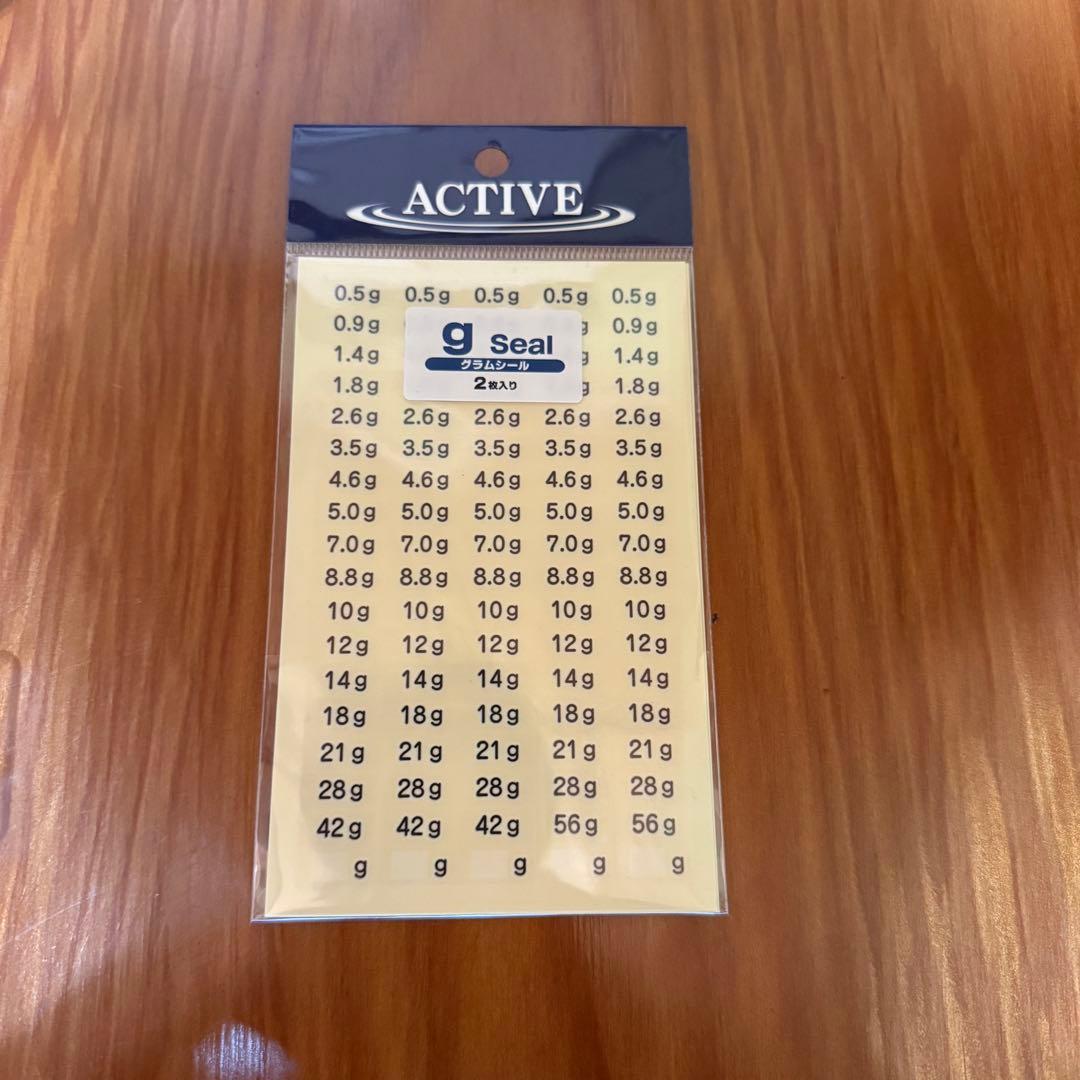 ACTIVE
0.5g 0.5g 0.5g 0.5g 0.5g
0.9g g 0.9g
g Seal
1.4g g 1.4g
グラムシール
1.8g g 1.8g
2枚入り
2.6g 2.6g 2.6g 2.6g 2.6g
3.5g 3.5g 3.5g 3.5g 3.5g
4.6g 4.6g 4.6g 4.6g 4.6g
5.0g 5.0g 5.0g 5.0g 5.0g
7.0g 7.0g 7.0g 7.0g 7.0g
8.8g 8.8g 8.8g 8.8g 8.8g
10g 10g 10g 10g 10g
12g 12g 12g 12g 12g
14g 14g 14g 14g 14g
18g 18g 18g 18g 18g
21g 21g 21g 21g 21g
28g 28g 28g 28g 28g
42g 42g 42g 56g 56g
g g g g g